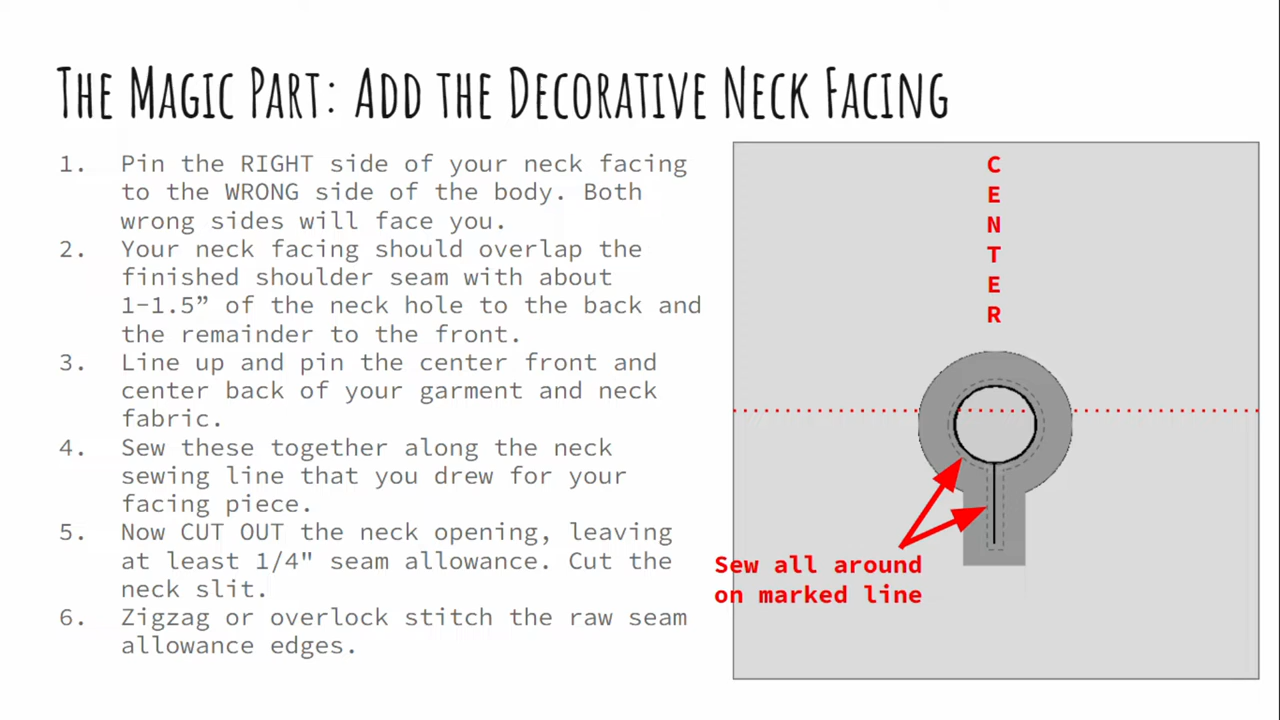 The Magic Part: Add the Decorative Neck Facing
1. Pin the RIGHT side of your neck facing
to the WRONG side of the body. Both
wrong sides will face you.
2. Your neck facing should overlap the
finished shoulder seam with about
1-1.5” of the neck hole to the back and
the remainder to the front.
3. Line up and pin the center front and
center back of your garment and neck
fabric.
4. Sew these together along the neck
sewing line that you drew for your
facing piece.
5. Now CUT OUT the neck opening, leaving
at least 1/4" seam allowance. Cut the
neck slit.
6. Zigzag or overlock stitch the raw seam
allowance edges.
C
E
N
T
E
R
Sew all around
on marked line